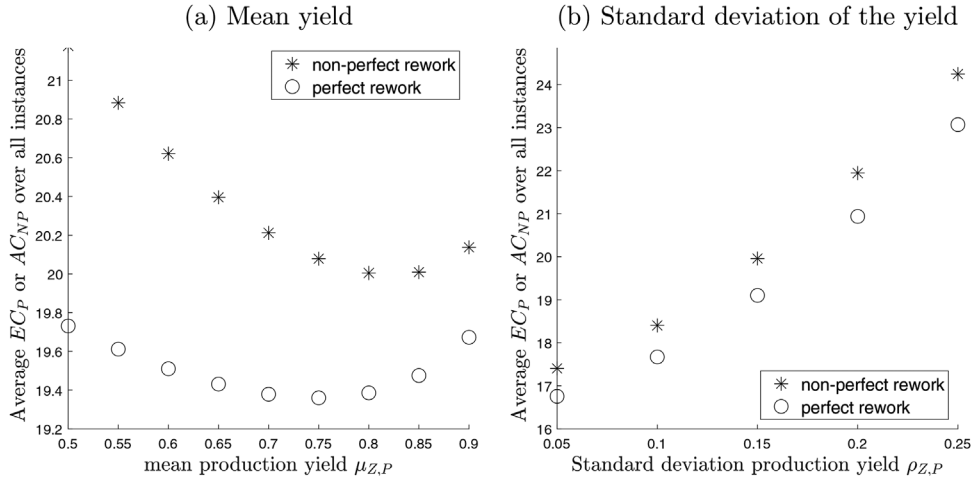 (a) Mean yield
Average EC_P or AC_NP over all instances
21
20.8
20.6
20.4
20.2
20
19.8
19.6
19.4
19.2
non-perfect rework
perfect rework
0.5 0.55 0.6 0.65 0.7 0.75 0.8 0.85 0.9
mean production yield μ_Z,P
(b) Standard deviation of the yield
Average EC_P or AC_NP over all instances
24
23
22
21
20
19
18
17
16
non-perfect rework
perfect rework
0.05 0.1 0.15 0.2 0.25
Standard deviation production yield ρ_Z,P